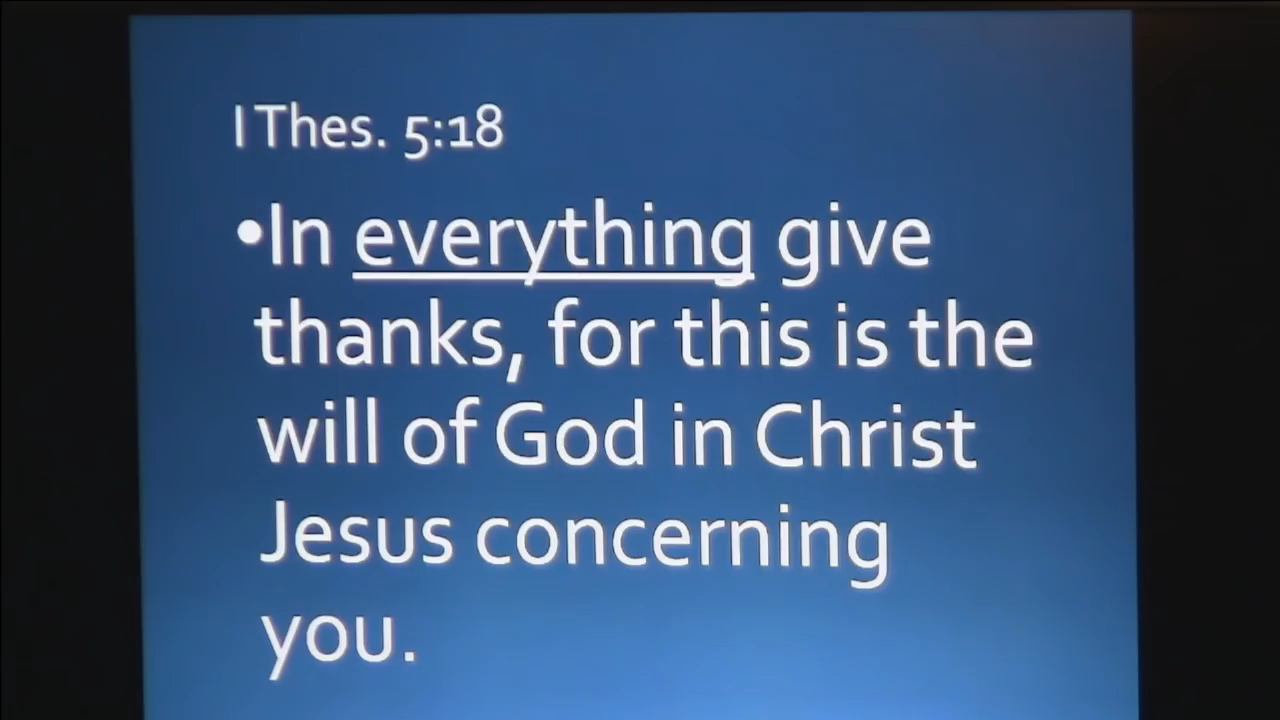 I Thes. 5:18
•In everything give
thanks, for this is the
will of God in Christ
Jesus concerning
you.